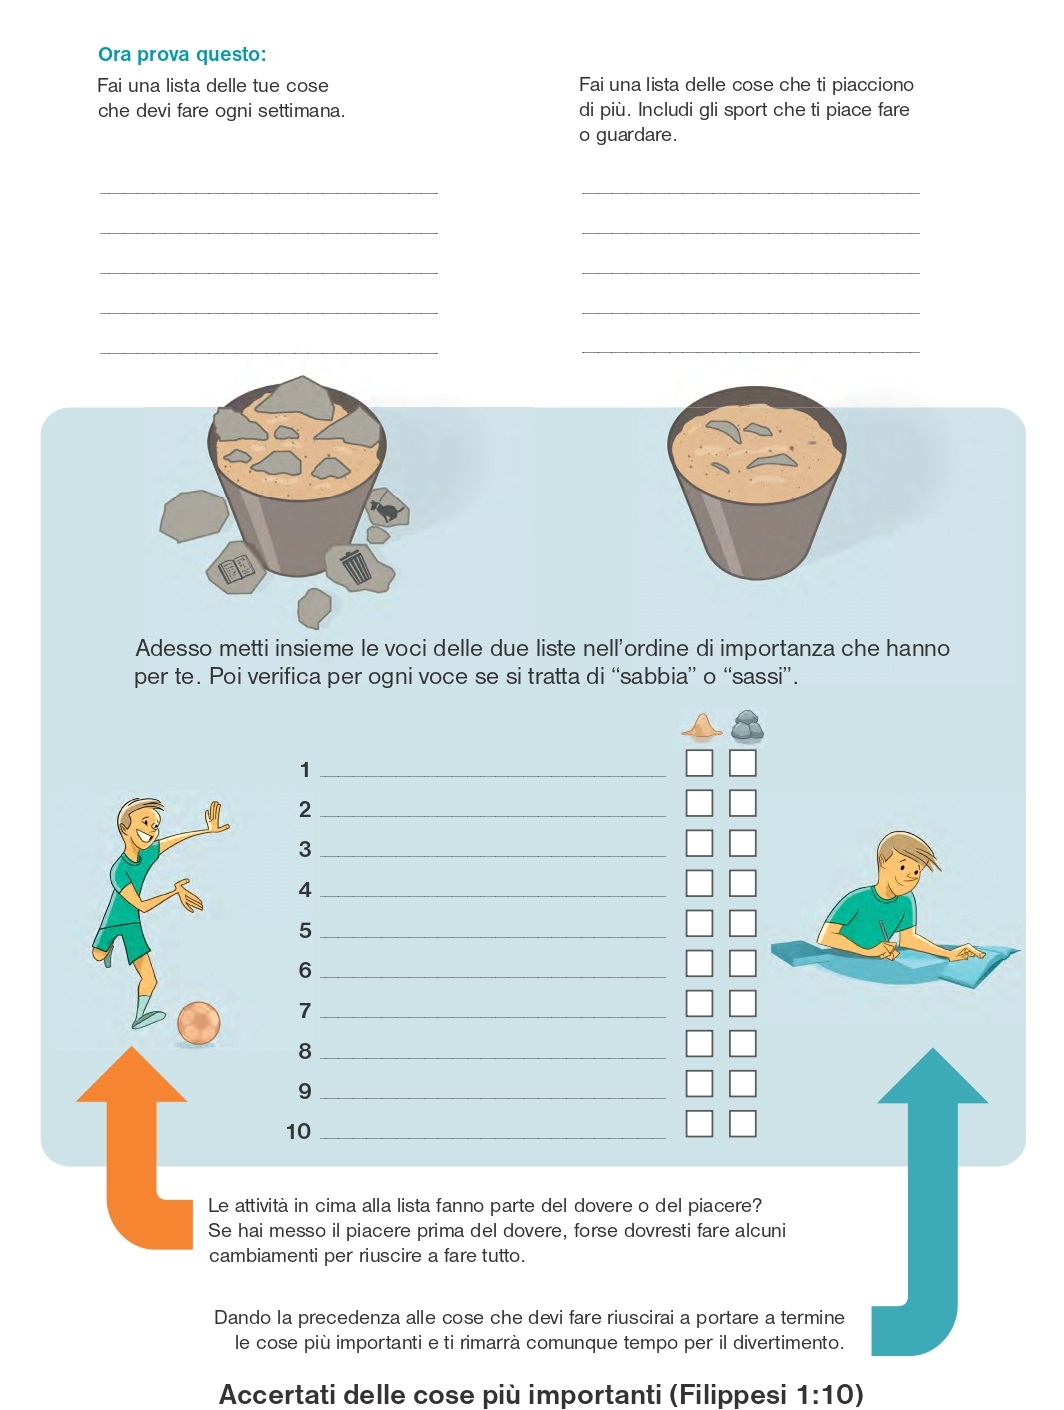 Ora prova questo:
Fai una lista delle tue cose
che devi fare ogni settimana.
Fai una lista delle cose che ti piacciono
di più. Includi gli sport che ti piace fare
o guardare.
Adesso metti insieme le voci delle due liste nell’ordine di importanza che hanno
per te. Poi verifica per ogni voce se si tratta di “sabbia” o “sassi”.
1
2
3
4
5
6
7
8
9
10
Le attività in cima alla lista fanno parte del dovere o del piacere?
Se hai messo il piacere prima del dovere, forse dovresti fare alcuni
cambiamenti per riuscire a fare tutto.
Dando la precedenza alle cose che devi fare riuscirai a portare a termine
le cose più importanti e ti rimarrà comunque tempo per il divertimento.
Accertati delle cose più importanti (Filippesi 1:10)